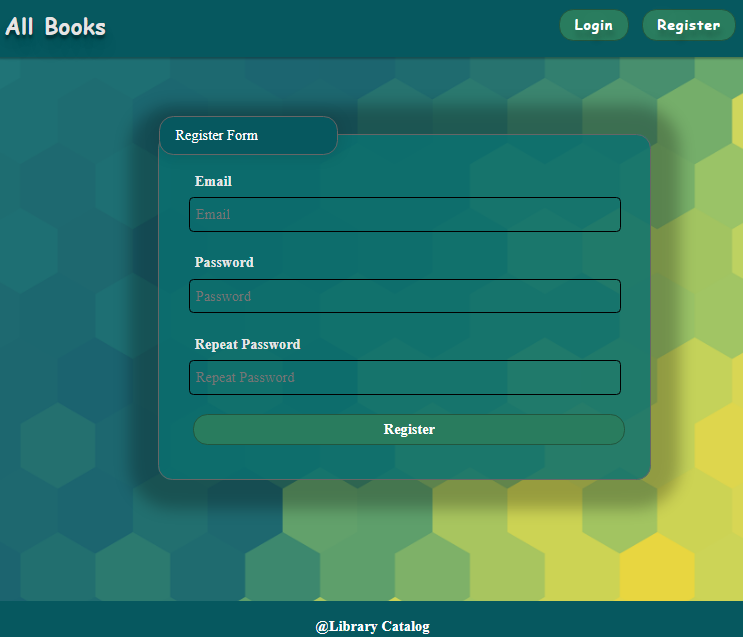 All Books
Login
Register
Register Form
Email
Email
Password
Password
Repeat Password
Repeat Password
Register
@Library Catalog